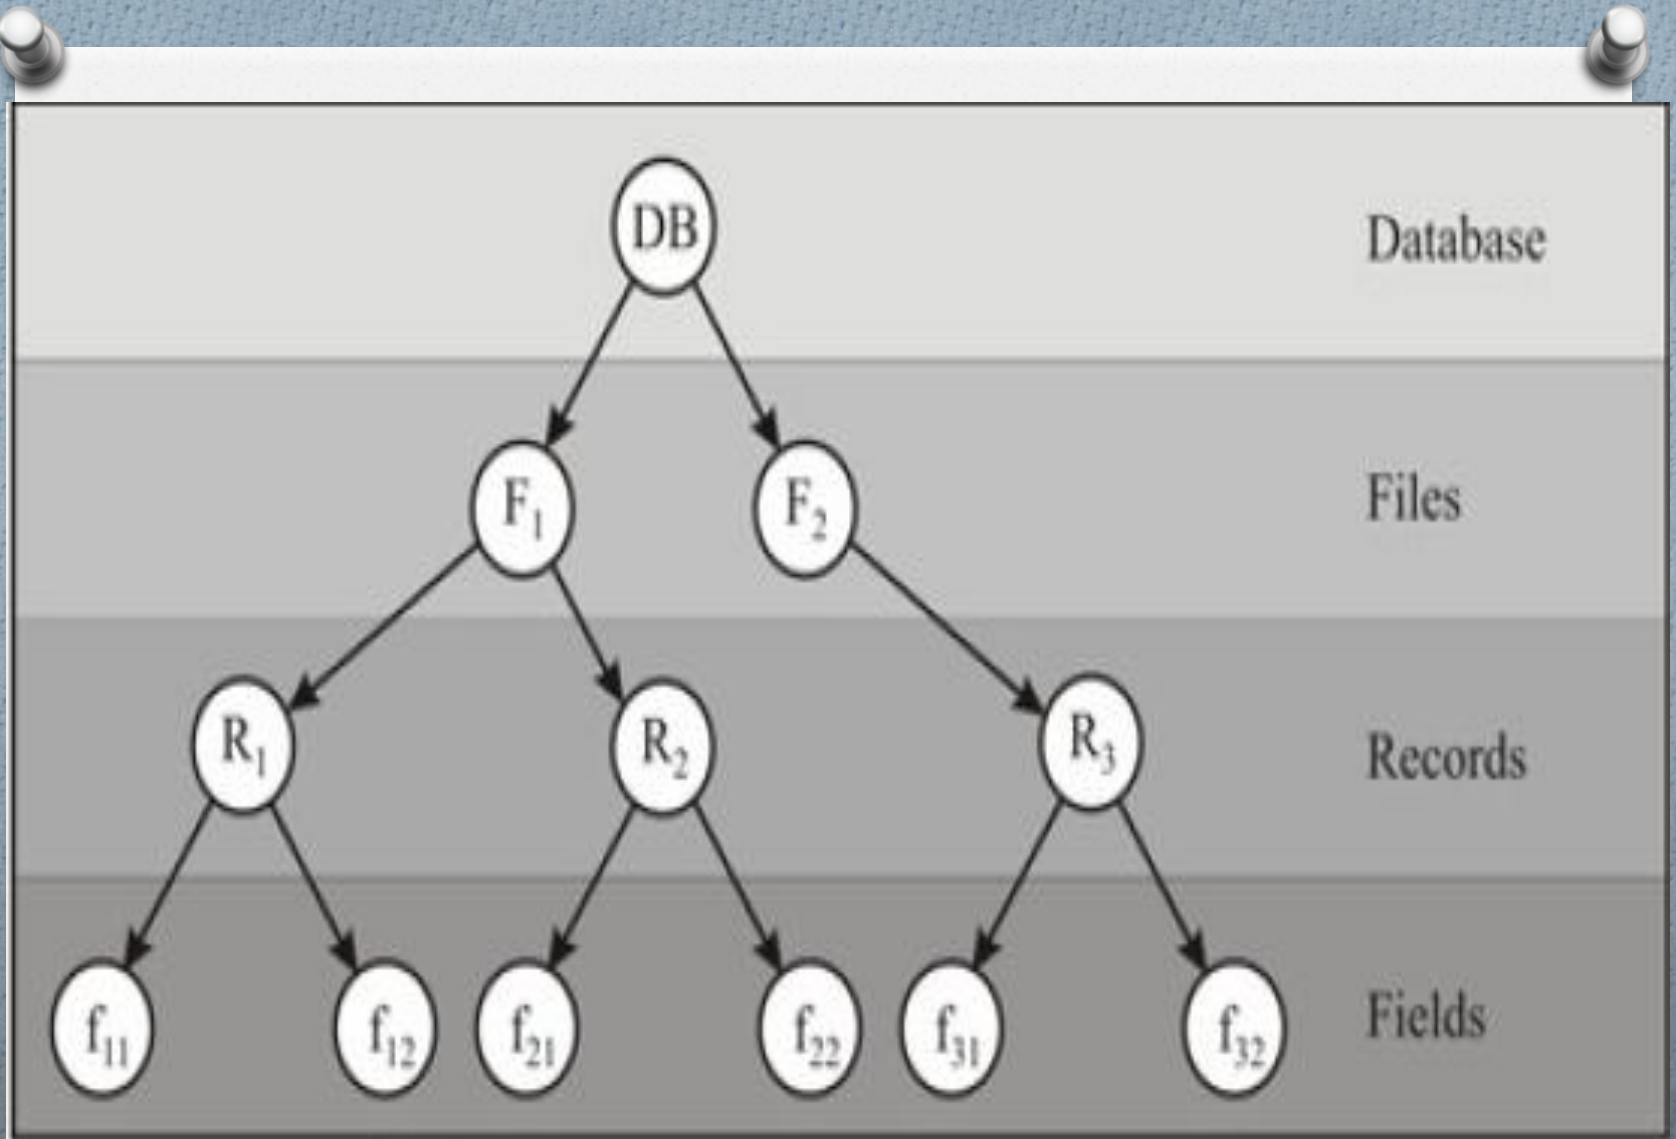 DB Database
F₁ F₂ Files
R₁ R₂ R₃ Records
f₁₁ f₁₂ f₂₁ f₂₂ f₃₁ f₃₂ Fields